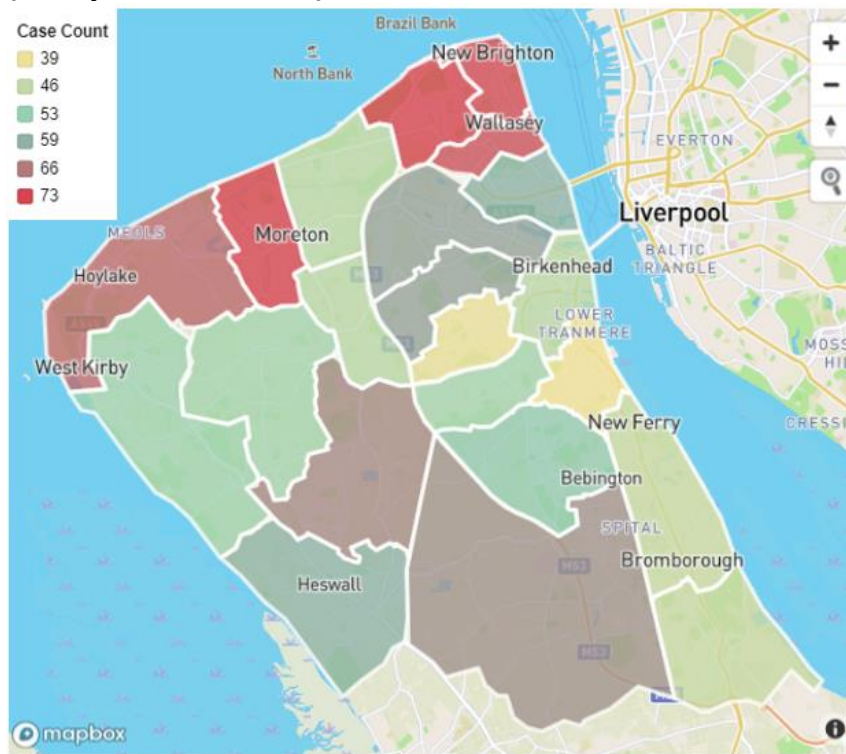 Case Count
39
46
53
59
66
73
Brazil Bank
North Bank
New Brighton
Wallasey
EVERTON
Liverpool
MEOLS
Moreton
BALTIC
TRIANGLE
Hoylake
Birkenhead
LOWER
TRANMERE
West Kirby
New Ferry
Bebington
SPITAL
Bromborough
M53
Heswall
M53
mapbox